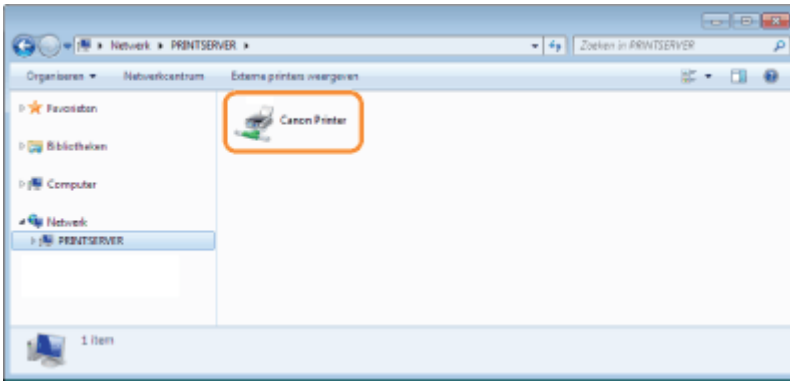 Netwerk ▸ PRINTSERVER ▸
Zoeken in PRINTSERVER
Organiseren
Netwerkcentrum
Externe printers weergeven
Favorieten
Canon Printer
Bibliotheken
Computer
Netwerk
PRINTSERVER
1 item